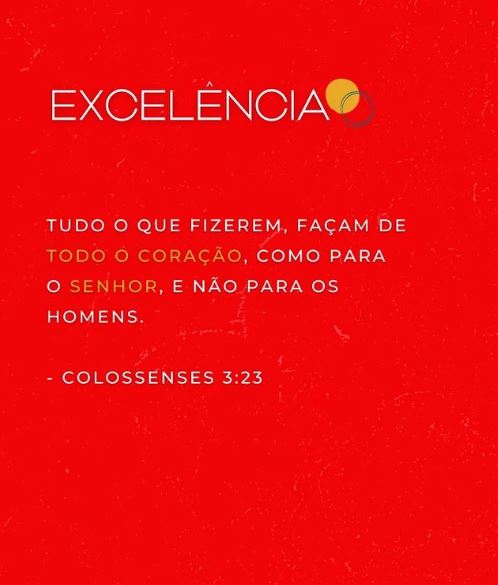 EXCELÊNCIA
TUDO O QUE FIZEREM, FAÇAM DE
TODO O CORAÇÃO, COMO PARA
O SENHOR, E NÃO PARA OS
HOMENS.
- COLOSSENSES 3:23